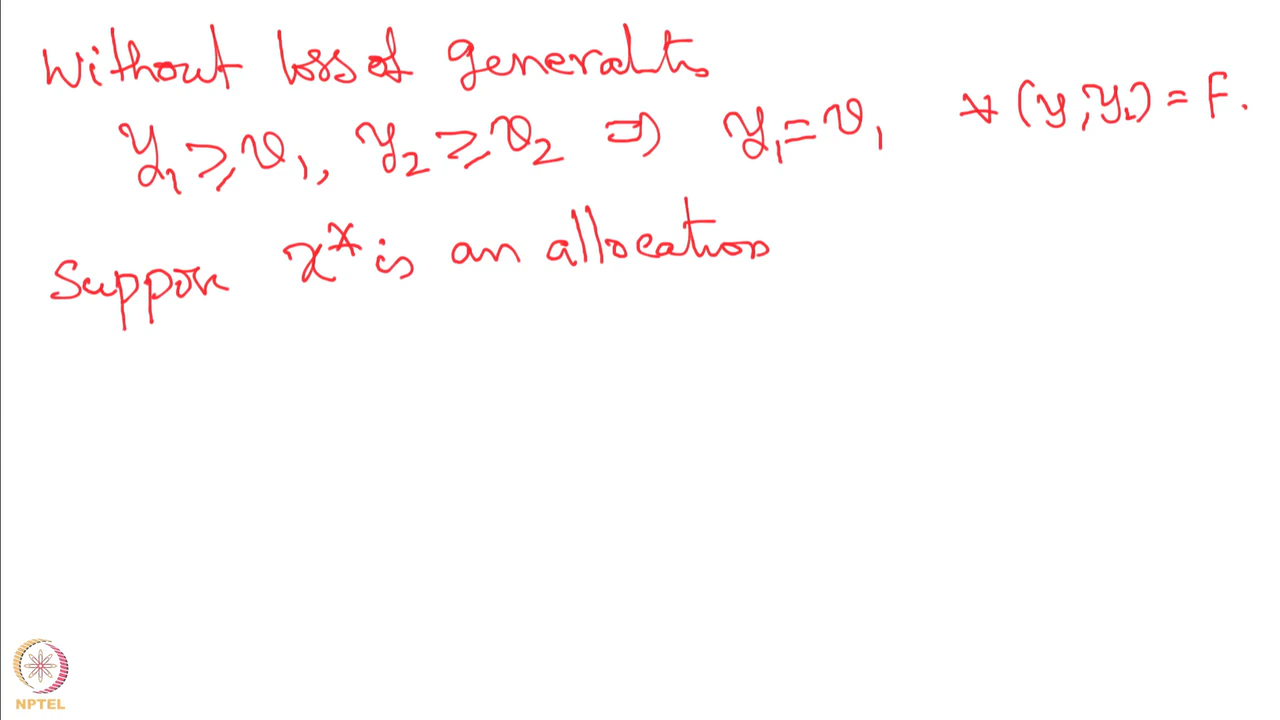 Without loss of generality
y₁ ≥ v₁, y₂ ≥ v₂ ⇒ y₁ = v₁ ∀ (y₁, y₂) = F.
Suppose x* is an allocation
NPTEL